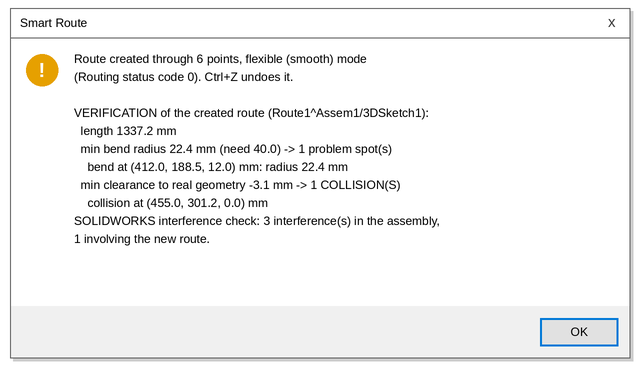 Smart Route
x
!
Route created through 6 points, flexible (smooth) mode
(Routing status code 0). Ctrl+Z undoes it.
VERIFICATION of the created route (Route1^Assem1/3DSketch1):
length 1337.2 mm
min bend radius 22.4 mm (need 40.0) -> 1 problem spot(s)
bend at (412.0, 188.5, 12.0) mm: radius 22.4 mm
min clearance to real geometry -3.1 mm -> 1 COLLISION(S)
collision at (455.0, 301.2, 0.0) mm
SOLIDWORKS interference check: 3 interference(s) in the assembly,
1 involving the new route.
OK